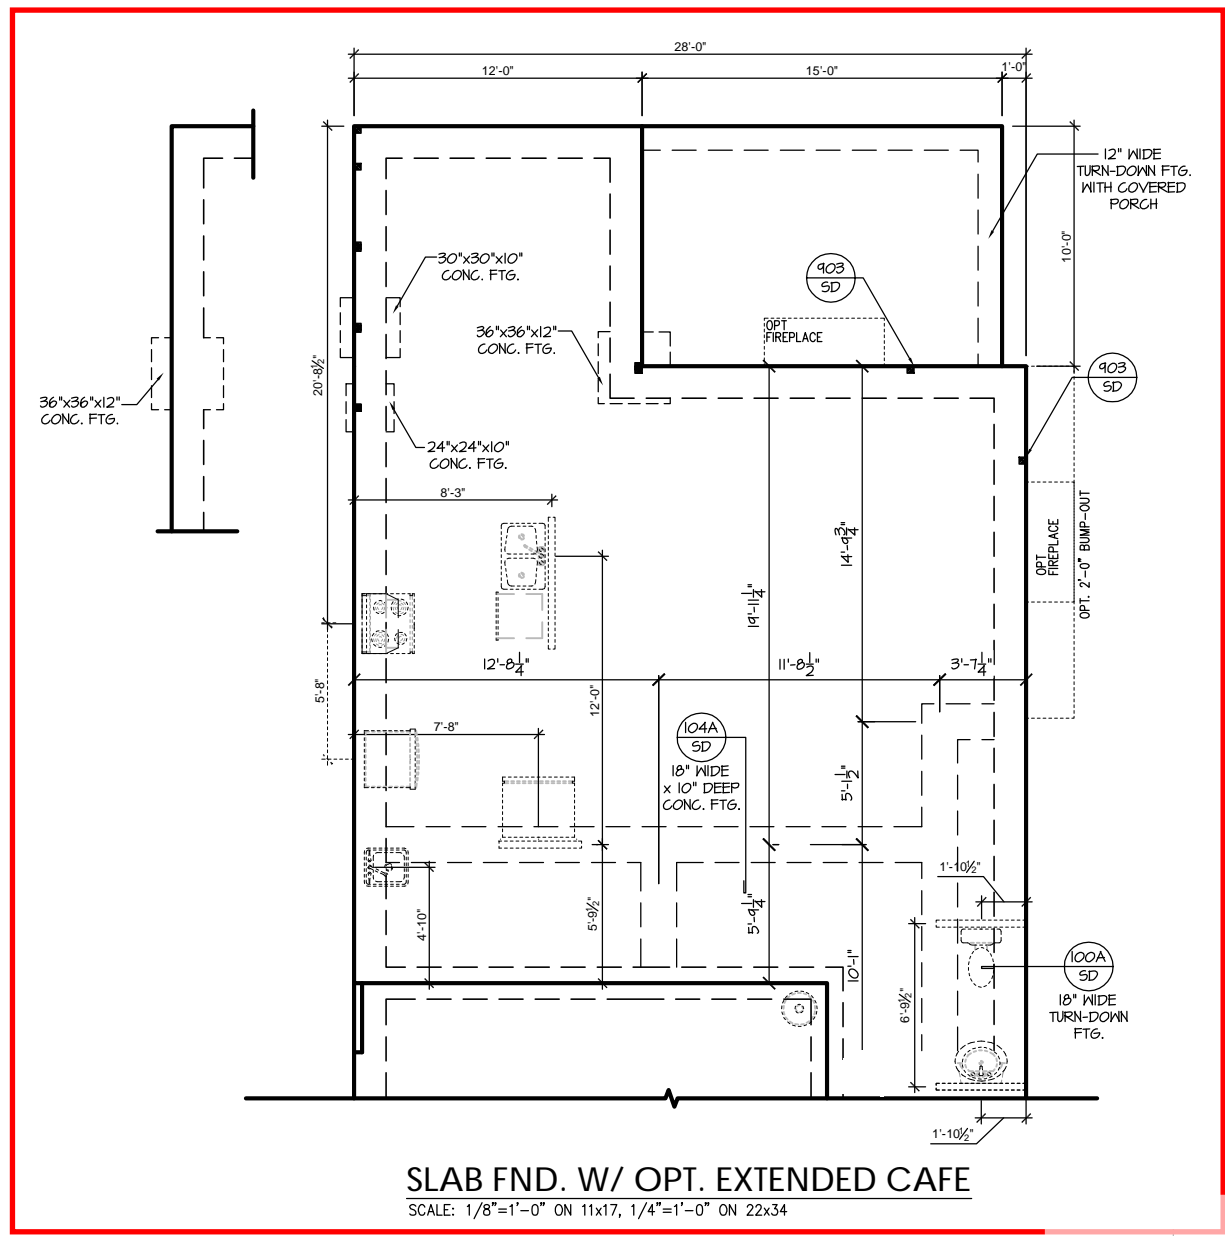 28'-0"
12'-0"
15'-0"
1'-0"
12" WIDE
TURN-DOWN FTG.
WITH COVERED
PORCH
10'-0"
30"x30"x10"
CONC. FTG.
903
SD
OPT
FIREPLACE
36"x36"x12"
CONC. FTG.
20'-8½"
903
SD
36"x36"x12"
CONC. FTG.
24"x24"x10"
CONC. FTG.
8'-3"
14'-9¾"
OPT
FIREPLACE
OPT. 2'-0" BUMP-OUT
19'-11¼"
12'-8¼"
11'-8½"
3'-7¼"
5'-8"
12'-0"
7'-8"
104A
SD
18" WIDE
x 10" DEEP
CONC. FTG.
5'-1½"
1'-10½"
4'-10"
5'-9½"
5'-9¼"
10'-1"
6'-9½"
100A
SD
18" WIDE
TURN-DOWN
FTG.
1'-10½"
SLAB FND. W/ OPT. EXTENDED CAFE
SCALE: 1/8"=1'-0" ON 11x17, 1/4"=1'-0" ON 22x34